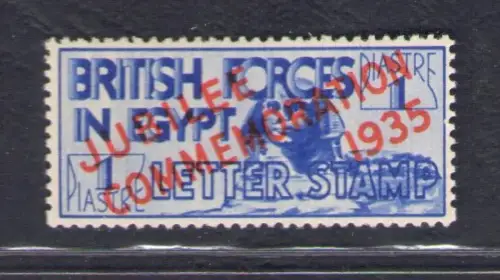 BRITISH FORCES
IN EGYPT
PIASTRE
1
JUBILEE
COMMEMORATION
1935
1
PIASTRE
LETTER STAMP